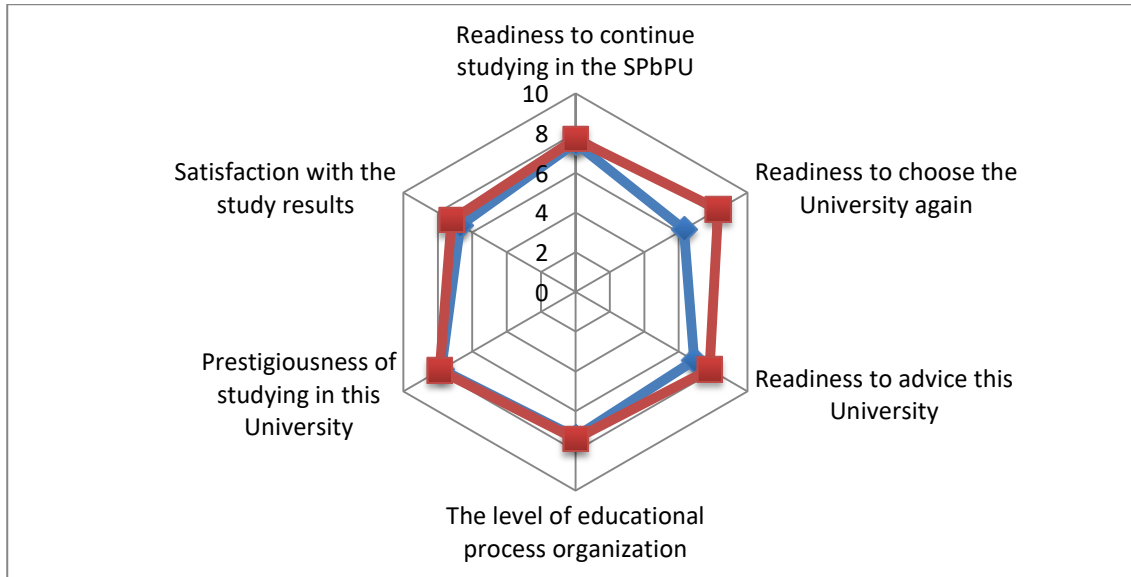 Readiness to continue
studying in the SPbPU
10
8
6
4
2
0
Readiness to choose the
University again
Readiness to advice this
University
The level of educational
process organization
Prestigiousness of
studying in this
University
Satisfaction with the
study results